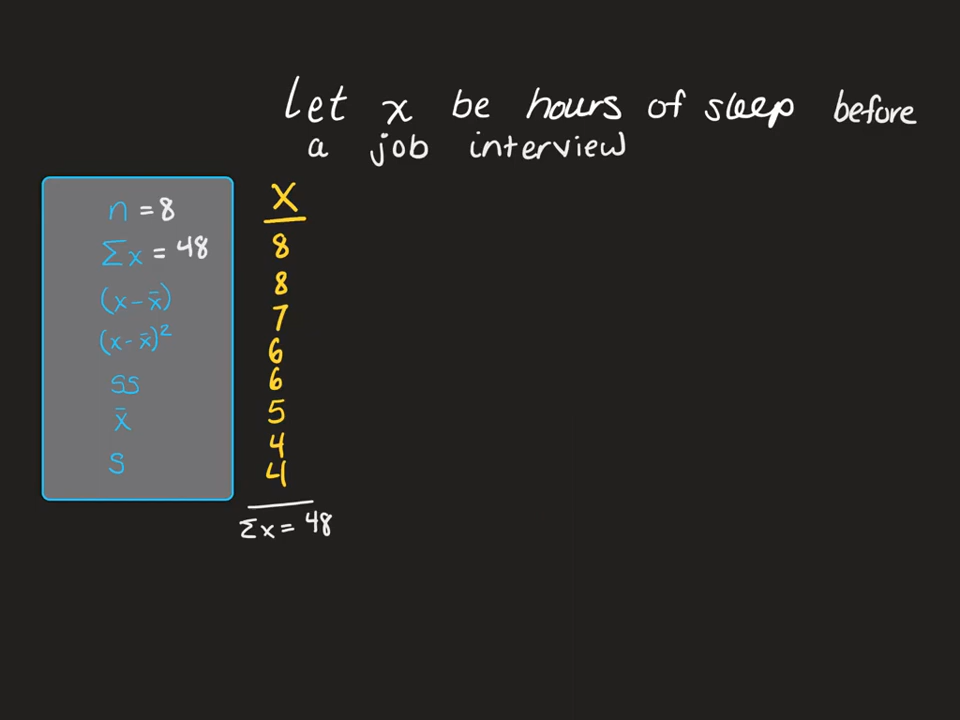 Let x be hours of sleep before
a job interview
n = 8
Σx = 48
(x - x̄)
(x - x̄)²
SS
x̄
S
X
8
8
7
6
6
5
4
4
Σx = 48